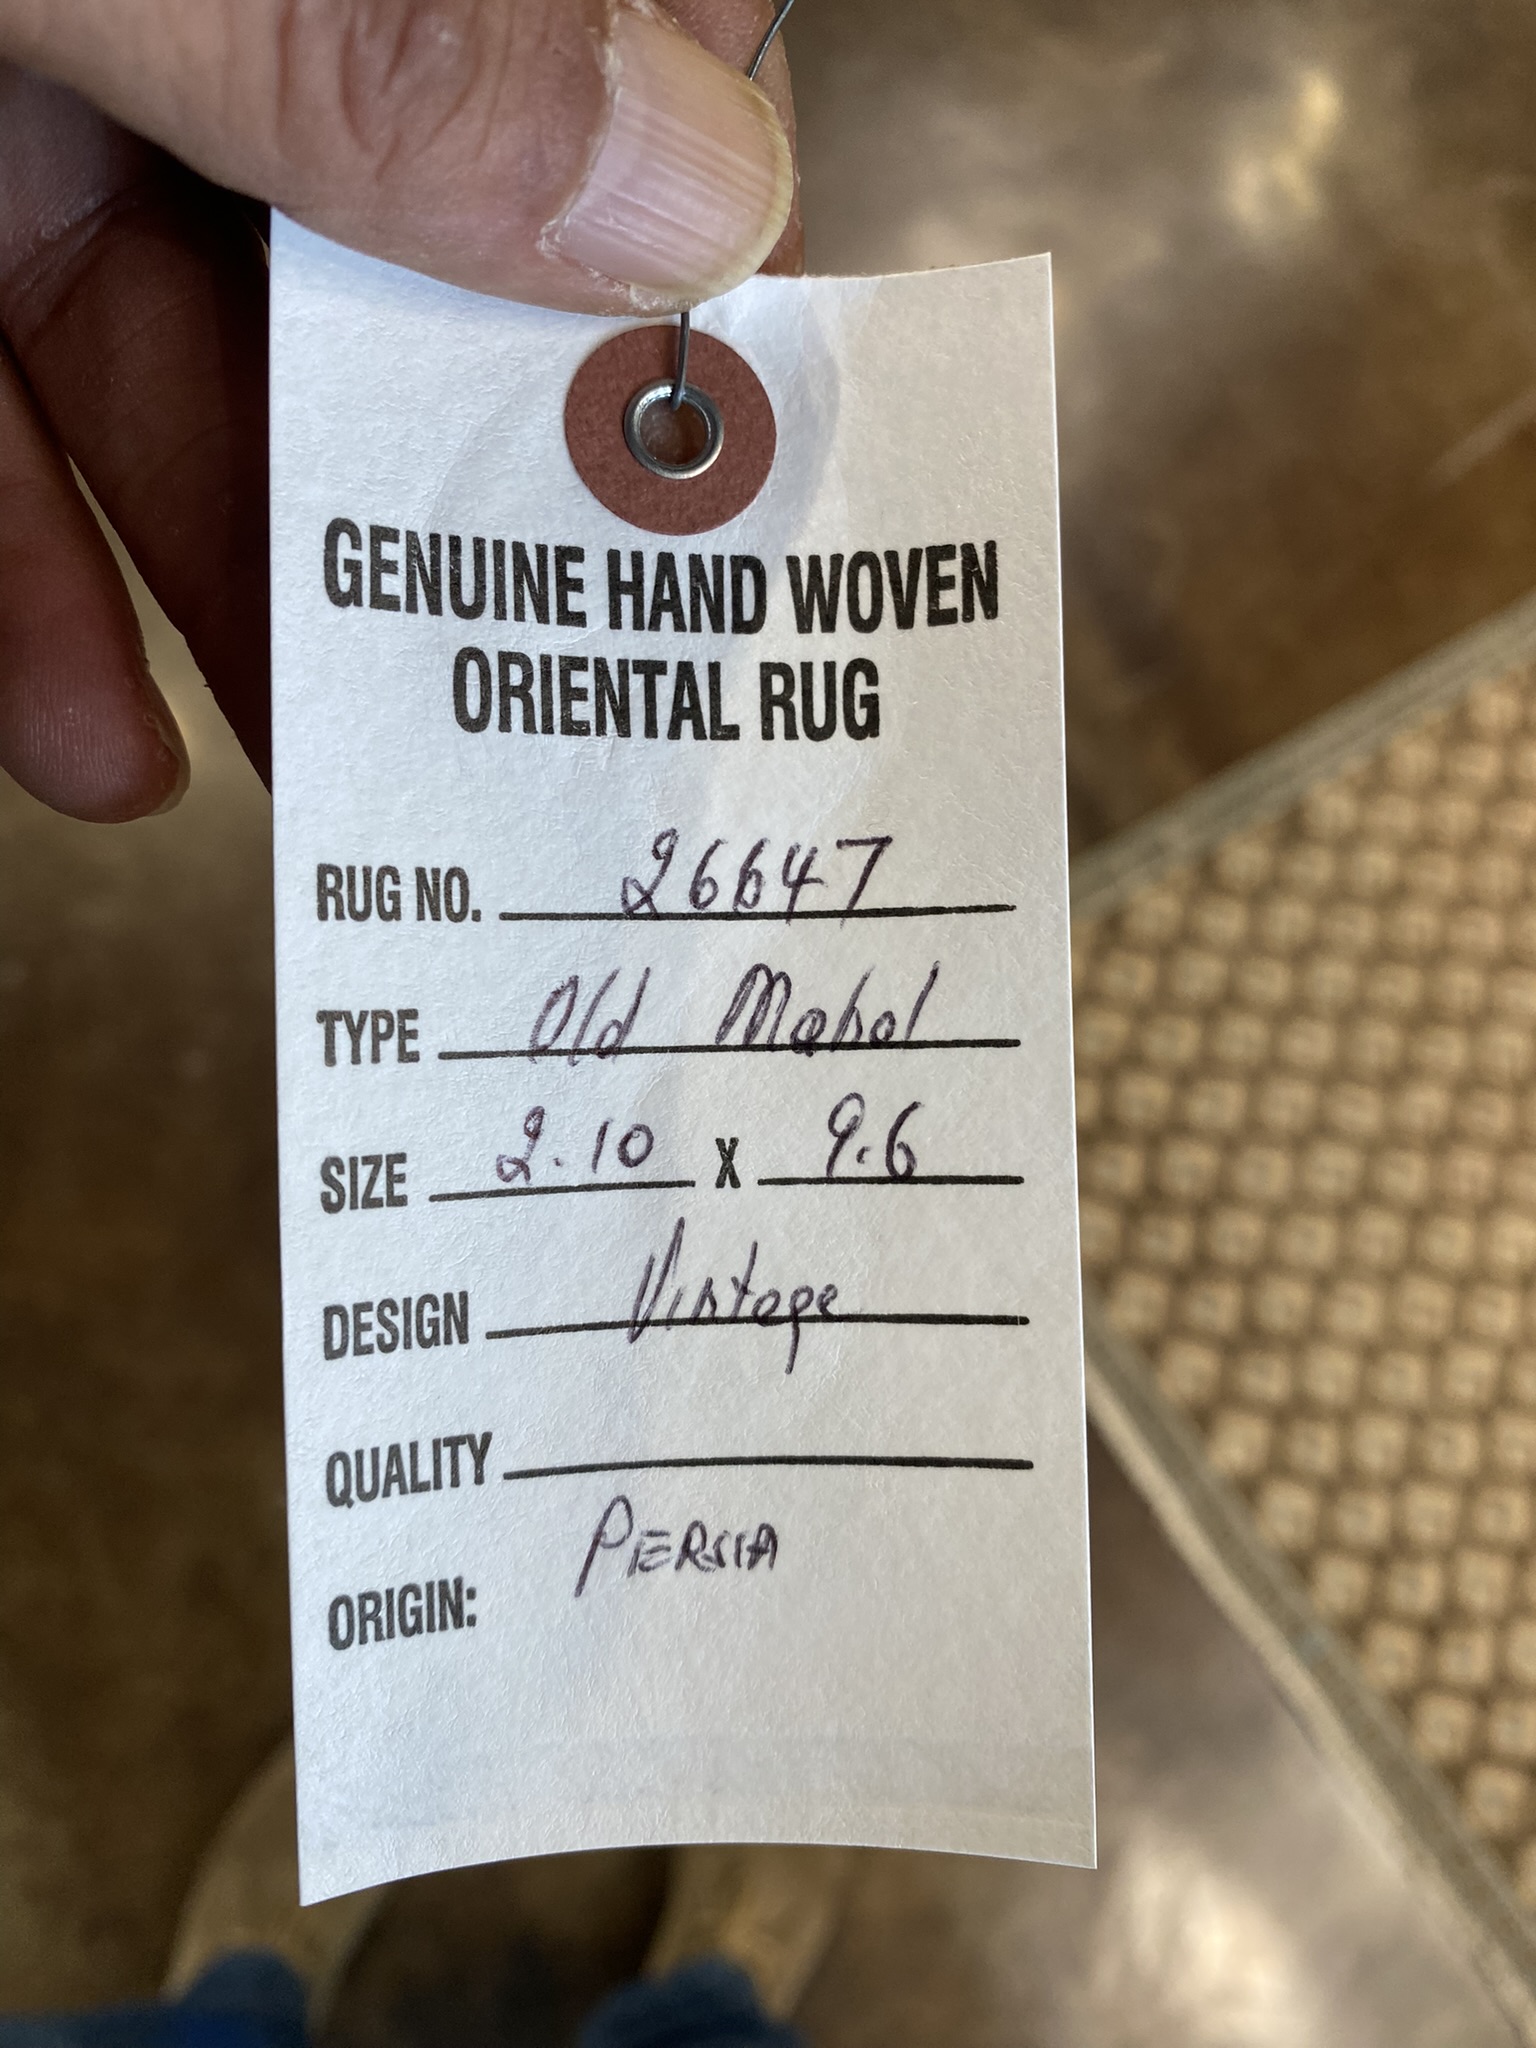 GENUINE HAND WOVEN
ORIENTAL RUG
RUG NO. 26647
TYPE Old Mahal
SIZE 2.10 X 9.6
DESIGN Vintage
QUALITY
PERSIA
ORIGIN: